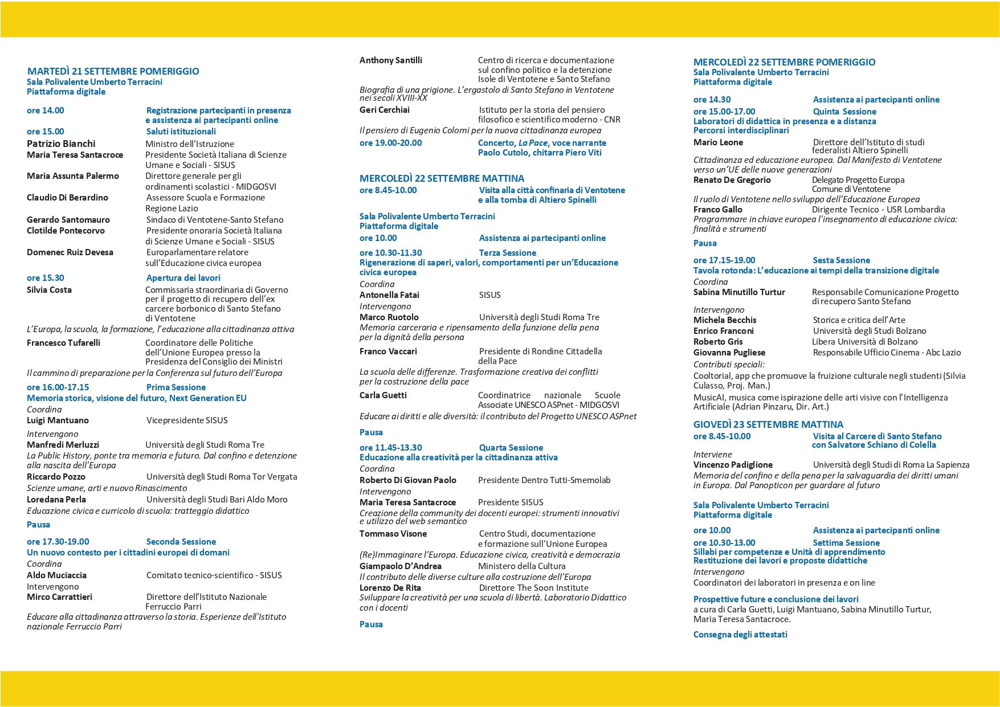 MARTEDÌ 21 SETTEMBRE POMERIGGIO
Sala Polivalente Umberto Terracini
Piattaforma digitale
ore 14.00 Registrazione partecipanti in presenza
e assistenza ai partecipanti online
ore 15.00 Saluti istituzionali
Patrizio Bianchi Ministro dell’Istruzione
Maria Teresa Santacroce Presidente Società Italiana di Scienze
Umane e Sociali - SISUS
Maria Assunta Palermo Direttore generale per gli
ordinamenti scolastici - MIDGOSVI
Claudio Di Berardino Assessore Scuola e Formazione
Regione Lazio
Gerardo Santomauro Sindaco di Ventotene-Santo Stefano
Clotilde Pontecorvo Presidente onoraria Società Italiana
di Scienze Umane e Sociali - SISUS
Domenec Ruiz Devesa Europarlamentare relatore
sull’Educazione civica europea
ore 15.30 Apertura dei lavori
Silvia Costa Commissaria straordinaria di Governo
per il progetto di recupero dell’ex
carcere borbonico di Santo Stefano
di Ventotene
L’Europa, la scuola, la formazione, l’educazione alla cittadinanza attiva
Francesco Tufarelli Coordinatore delle Politiche
dell’Unione Europea presso la
Presidenza del Consiglio dei Ministri
Il cammino di preparazione per la Conferenza sul futuro dell’Europa
ore 16.00-17.15 Prima Sessione
Memoria storica, visione del futuro, Next Generation EU
Coordina
Luigi Mantuano Vicepresidente SISUS
Intervengono
Manfredi Merluzzi Università degli Studi Roma Tre
La Public History, ponte tra memoria e futuro. Dal confino e detenzione
alla nascita dell'Europa
Riccardo Pozzo Università degli Studi Roma Tor Vergata
Scienze umane, arti e nuovo Rinascimento
Loredana Perla Università degli Studi Bari Aldo Moro
Educazione civica e curricolo di scuola: tratteggio didattico
Pausa
ore 17.30-19.00 Seconda Sessione
Un nuovo contesto per i cittadini europei di domani
Coordina
Aldo Muciaccia Comitato tecnico-scientifico - SISUS
Intervengono
Mirco Carrattieri Direttore dell’Istituto Nazionale
Ferruccio Parri
Educare alla cittadinanza attraverso la storia. Esperienze dell'Istituto
nazionale Ferruccio Parri
Anthony Santilli Centro di ricerca e documentazione
sul confino politico e la detenzione
Isole di Ventotene e Santo Stefano
Biografia di una prigione. L’ergastolo di Santo Stefano in Ventotene
nei secoli XVIII-XX
Geri Cerchiai Istituto per la storia del pensiero
filosofico e scientifico moderno - CNR
Il pensiero di Eugenio Colorni per la nuova cittadinanza europea
ore 19.00-20.00 Concerto, La Pace, voce narrante
Paolo Cutolo, chitarra Piero Viti
MERCOLEDÌ 22 SETTEMBRE MATTINA
ore 8.45-10.00 Visita alla città confinaria di Ventotene
e alla tomba di Altiero Spinelli
Sala Polivalente Umberto Terracini
Piattaforma digitale
ore 10.00 Assistenza ai partecipanti online
ore 10.30-11.30 Terza Sessione
Rigenerazione di saperi, valori, comportamenti per un’Educazione
civica europea
Coordina
Antonella Fatai SISUS
Intervengono
Marco Ruotolo Università degli Studi Roma Tre
Memoria carceraria e ripensamento della funzione della pena
per la dignità della persona
Franco Vaccari Presidente di Rondine Cittadella
della Pace
La scuola delle differenze. Trasformazione creativa dei conflitti
per la costruzione della pace
Carla Guetti Coordinatrice nazionale Scuole
Associate UNESCO ASPnet - MIDGOSVI
Educare ai diritti e alle diversità: il contributo del Progetto UNESCO ASPnet
Pausa
ore 11.45-13.30 Quarta Sessione
Educazione alla creatività per la cittadinanza attiva
Coordina
Roberto Di Giovan Paolo Presidente Dentro Tutti-Smemolab
Intervengono
Maria Teresa Santacroce Presidente SISUS
Creazione della community dei docenti europei: strumenti innovativi
e utilizzo del web semantico
Tommaso Visone Centro Studi, documentazione
e formazione sull’Unione Europea
(Re)Immaginare l’Europa. Educazione civica, creatività e democrazia
Giampaolo D’Andrea Ministero della Cultura
Il contributo delle diverse culture alla costruzione dell'Europa
Lorenzo De Rita Direttore The Soon Institute
Sviluppare la creatività per una scuola di libertà. Laboratorio Didattico
con i docenti
Pausa
MERCOLEDÌ 22 SETTEMBRE POMERIGGIO
Sala Polivalente Umberto Terracini
Piattaforma digitale
ore 14.30 Assistenza ai partecipanti online
ore 15.00-17.00 Quinta Sessione
Laboratori di didattica in presenza e a distanza
Percorsi interdisciplinari
Mario Leone Direttore dell’Istituto di studi
federalisti Altiero Spinelli
Cittadinanza ed educazione europea. Dal Manifesto di Ventotene
verso un’UE delle nuove generazioni
Renato De Gregorio Delegato Progetto Europa
Comune di Ventotene
Il ruolo di Ventotene nello sviluppo dell’Educazione Europea
Franco Gallo Dirigente Tecnico - USR Lombardia
Programmare in chiave europea l'insegnamento di educazione civica:
finalità e strumenti
Pausa
ore 17.15-19.00 Sesta Sessione
Tavola rotonda: L’educazione ai tempi della transizione digitale
Coordina
Sabina Minutillo Turtur Responsabile Comunicazione Progetto
di recupero Santo Stefano
Intervengono
Michela Becchis Storica e critica dell’Arte
Enrico Franconi Università degli Studi Bolzano
Roberto Gris Libera Università di Bolzano
Giovanna Pugliese Responsabile Ufficio Cinema - Abc Lazio
Contributi speciali:
Cooltorial, app che promuove la fruizione culturale negli studenti (Silvia
Culasso, Proj. Man.)
MusicAI, musica come ispirazione delle arti visive con l’Intelligenza
Artificiale (Adrian Pinzaru, Dir. Art.)
GIOVEDÌ 23 SETTEMBRE MATTINA
ore 8.45-10.00 Visita al Carcere di Santo Stefano
con Salvatore Schiano di Colella
Interviene
Vincenzo Padiglione Università degli Studi di Roma La Sapienza
Memoria del confino e della pena per la salvaguardia dei diritti umani
in Europa. Dal Panopticon per guardare al futuro
Sala Polivalente Umberto Terracini
Piattaforma digitale
ore 10.00 Assistenza ai partecipanti online
ore 10.30-13.00 Settima Sessione
Sillabi per competenze e Unità di apprendimento
Restituzione dei lavori e proposte didattiche
Intervengono
Coordinatori dei laboratori in presenza e on line
Prospettive future e conclusione dei lavori
a cura di Carla Guetti, Luigi Mantuano, Sabina Minutillo Turtur,
Maria Teresa Santacroce.
Consegna degli attestati